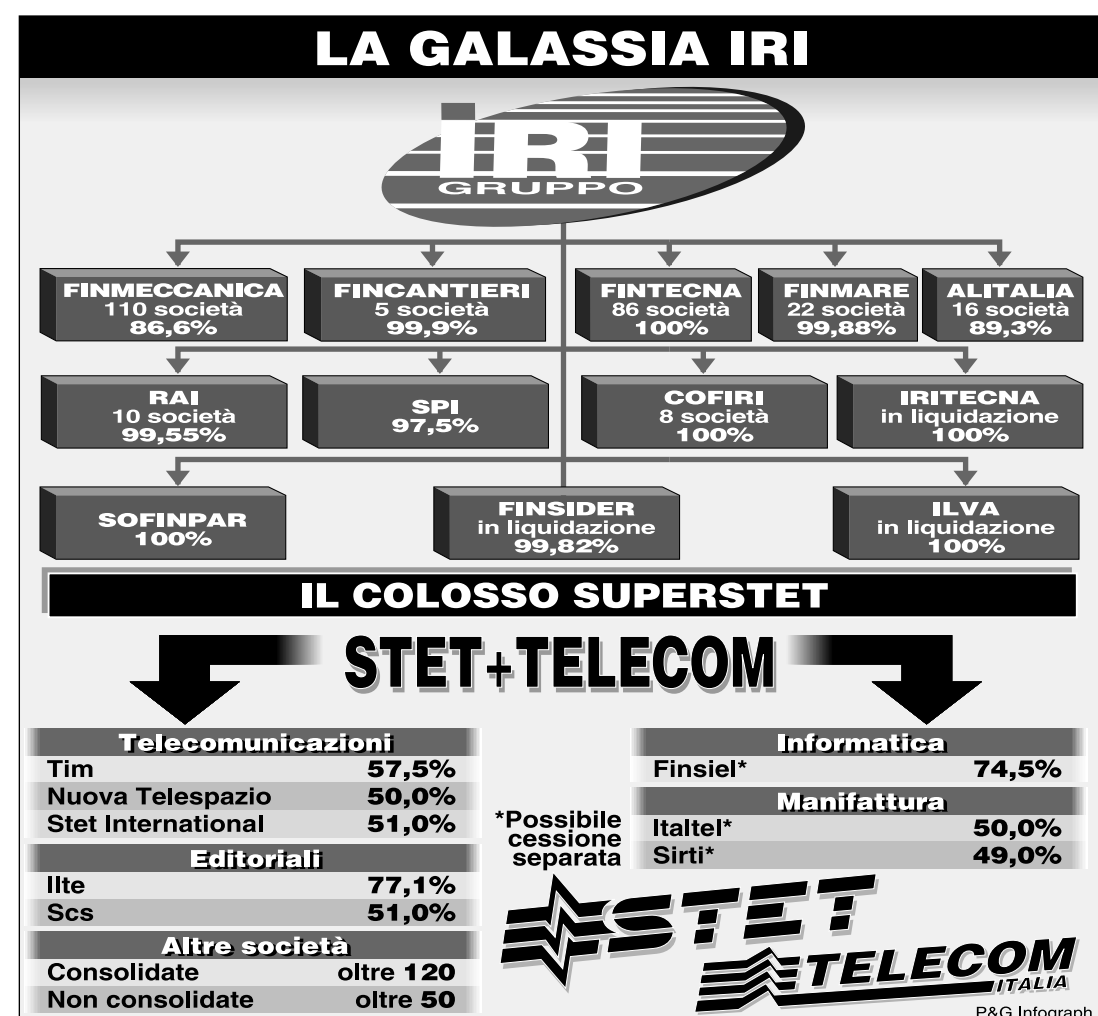 LA GALASSIA IRI
IRI
GRUPPO
FINMECCANICA
110 società
86,6%
FINCANTIERI
5 società
99,9%
FINTECNA
86 società
100%
FINMARE
22 società
99,88%
ALITALIA
16 società
89,3%
RAI
10 società
99,55%
SPI
97,5%
COFIRI
8 società
100%
IRITECNA
in liquidazione
100%
SOFINPAR
100%
FINSIDER
in liquidazione
99,82%
ILVA
in liquidazione
100%
IL COLOSSO SUPERSTET
STET+TELECOM
Telecomunicazioni
Tim 57,5%
Nuova Telespazio 50,0%
Stet International 51,0%
Editoriali
Ilte 77,1%
Scs 51,0%
Altre società
Consolidate oltre 120
Non consolidate oltre 50
*Possibile
cessione
separata
Informatica
Finsiel* 74,5%
Manifattura
Italtel* 50,0%
Sirti* 49,0%
STET
TELECOM
ITALIA
P&G Infograph